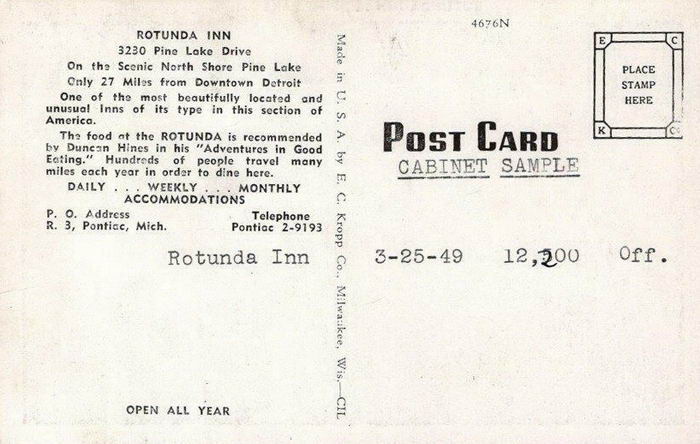 4676N
ROTUNDA INN
3230 Pine Lake Drive
On the Scenic North Shore Pine Lake
Only 27 Miles from Downtown Detroit
One of the most beautifully located and
unusual Inns of its type in this section of
America.
The food at the ROTUNDA is recommended
by Duncan Hines in his "Adventures in Good
Eating." Hundreds of people travel many
miles each year in order to dine here.
DAILY . . . WEEKLY . . . MONTHLY
ACCOMMODATIONS
P. O. Address Telephone
R. 3, Pontiac, Mich. Pontiac 2-9193
Rotunda Inn
OPEN ALL YEAR
Made in U. S. A. by E. C. Kropp Co., Milwaukee, Wis.—CIL
E C
PLACE
STAMP
HERE
K Co
POST CARD
CABINET SAMPLE
3-25-49 12,500 Off.